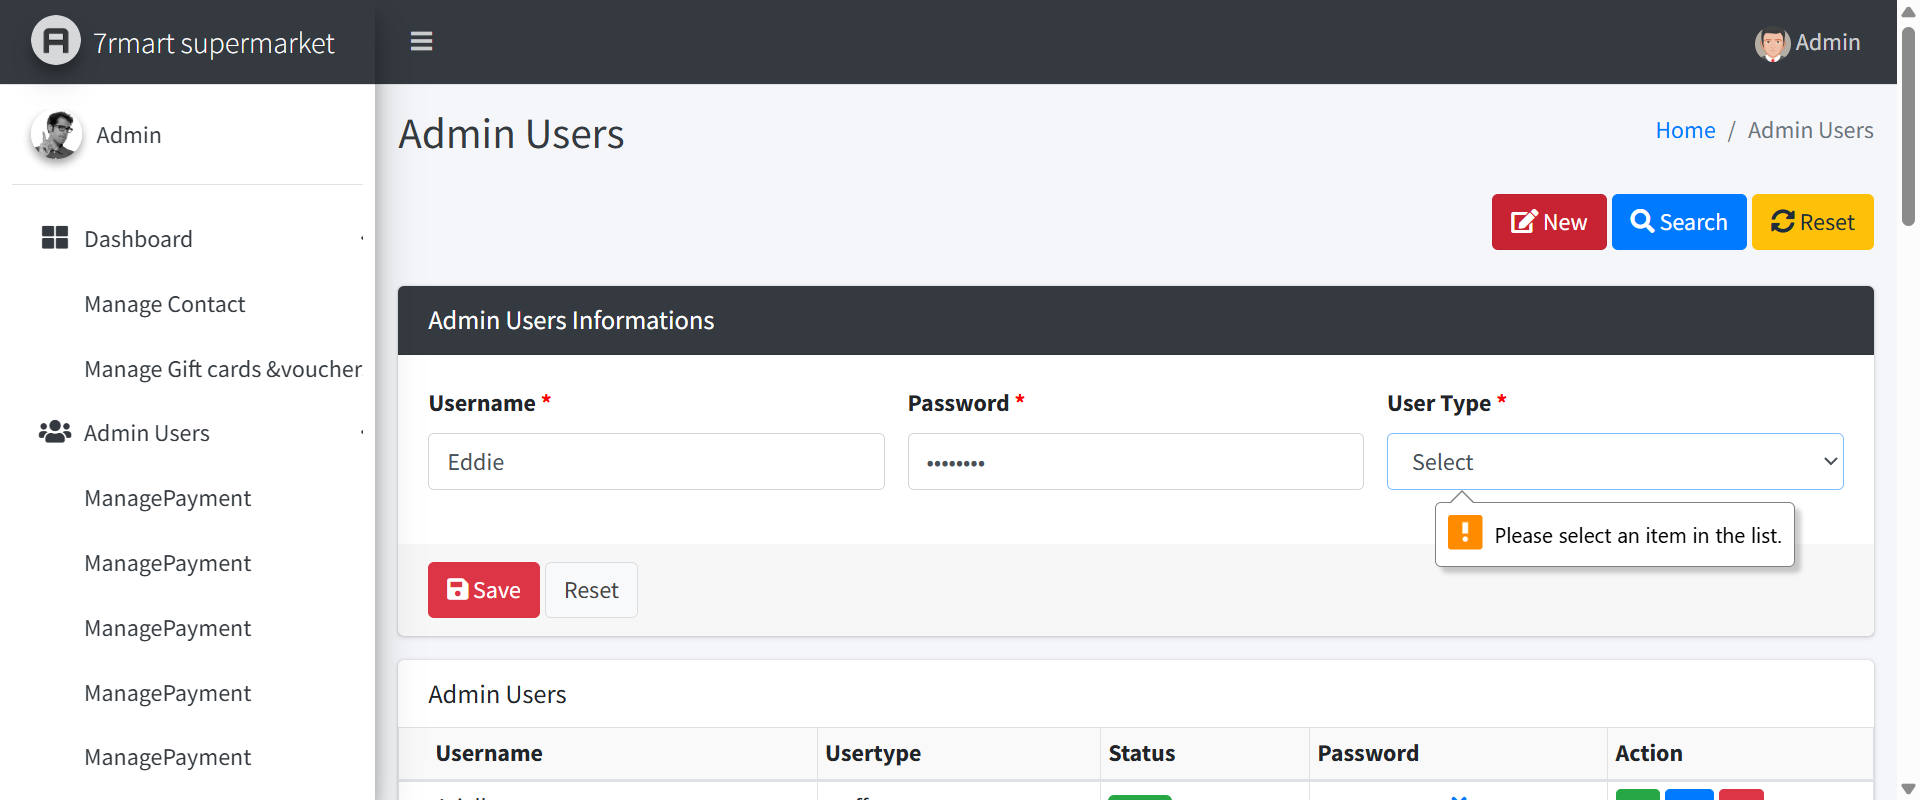 7rmart supermarket
Admin
Admin
Admin Users
Home / Admin Users
Dashboard
New
Search
Reset
Manage Contact
Manage Gift cards &voucher
Admin Users Informations
Admin Users
Username *
Password *
User Type *
Eddie
••••••••
Select
Please select an item in the list.
ManagePayment
ManagePayment
Save
Reset
ManagePayment
ManagePayment
ManagePayment
Admin Users
Username
Usertype
Status
Password
Action